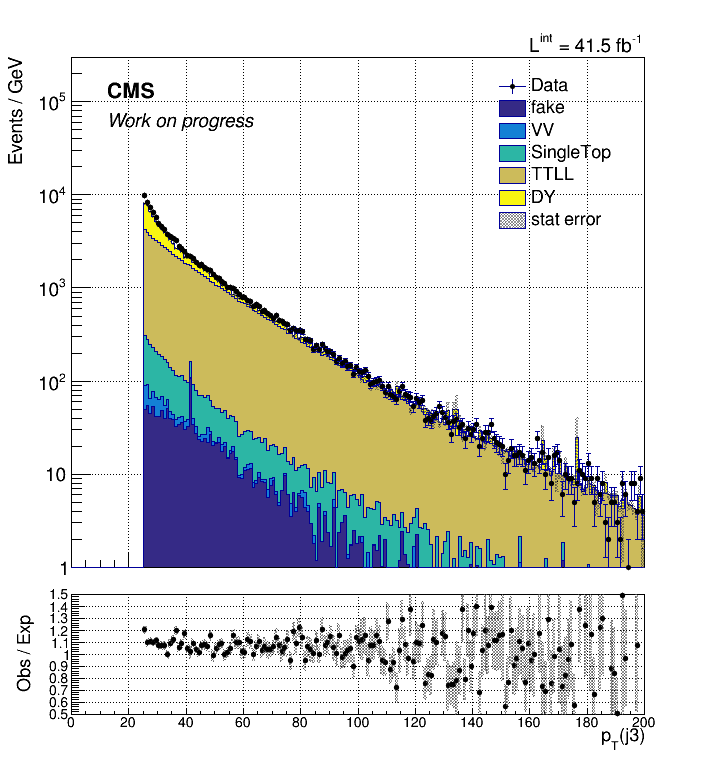 L^int = 41.5 fb^-1
Events / GeV
CMS
Work on progress
Data
fake
VV
SingleTop
TTLL
DY
stat error
10^5
10^4
10^3
10^2
10
1
Obs / Exp
1.5
1.4
1.3
1.2
1.1
1
0.9
0.8
0.7
0.6
0.5
0 20 40 60 80 100 120 140 160 180 200
p_T(j3)